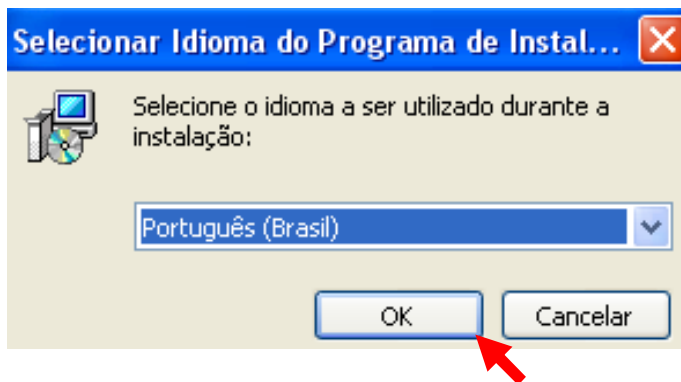 Selecionar Idioma do Programa de Instal...
Selecione o idioma a ser utilizado durante a
instalação:
Português (Brasil)
OK
Cancelar